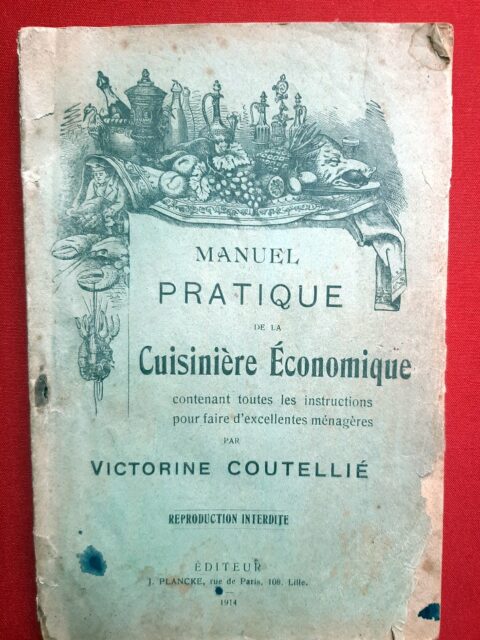 MANUEL
PRATIQUE
DE LA
Cuisinière Économique
contenant toutes les instructions
pour faire d'excellentes ménagères
PAR
VICTORINE COUTELLIÉ
REPRODUCTION INTERDITE
ÉDITEUR
J. PLANCKE, rue de Paris, 108, Lille.
1914